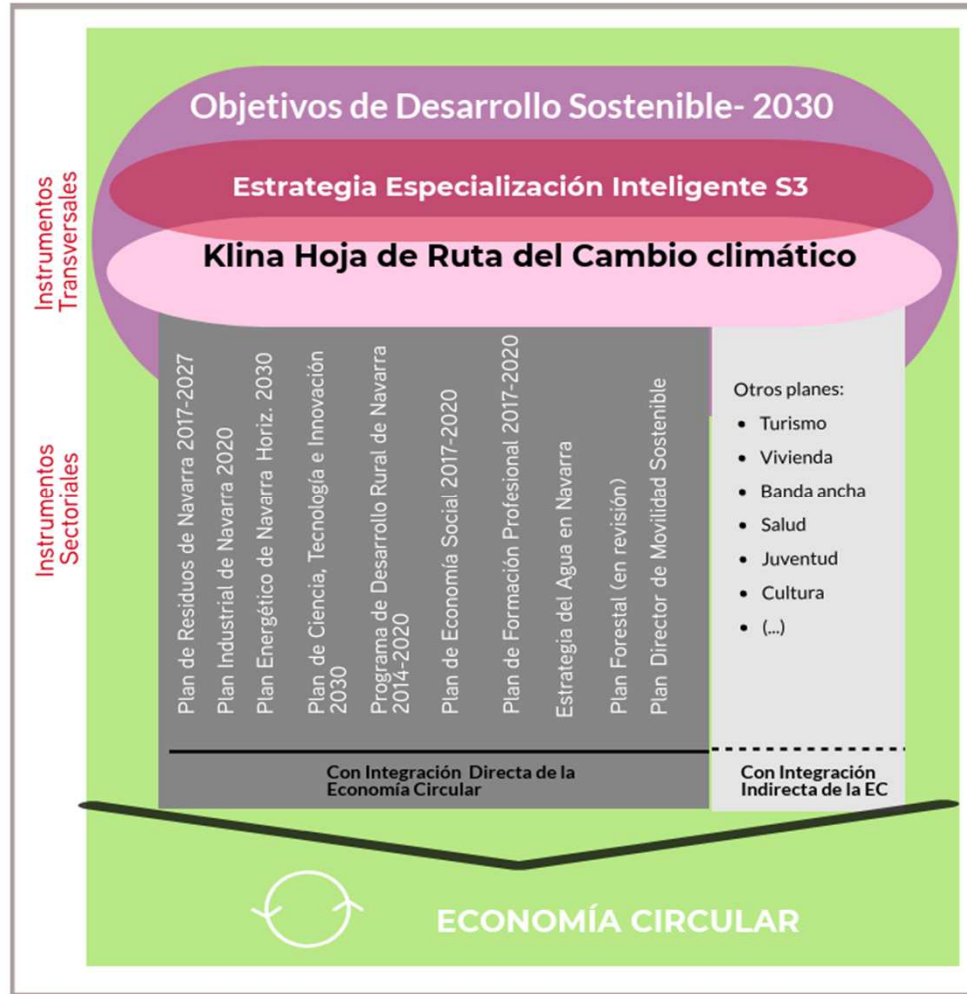 Objetivos de Desarrollo Sostenible- 2030
Estrategia Especialización Inteligente S3
Klina Hoja de Ruta del Cambio climático
Instrumentos
Transversales
Instrumentos
Sectoriales
Plan de Residuos de Navarra 2017-2027
Plan Industrial de Navarra 2020
Plan Energético de Navarra Horiz. 2030
Plan de Ciencia, Tecnología e Innovación
2030
Programa de Desarrollo Rural de Navarra
2014-2020
Plan de Economía Social 2017-2020
Plan de Formación Profesional 2017-2020
Estrategia del Agua en Navarra
Plan Forestal (en revisión)
Plan Director de Movilidad Sostenible
Otros planes:
• Turismo
• Vivienda
• Banda ancha
• Salud
• Juventud
• Cultura
• (...)
Con Integración Directa de la
Economía Circular
Con Integración
Indirecta de la EC
ECONOMÍA CIRCULAR